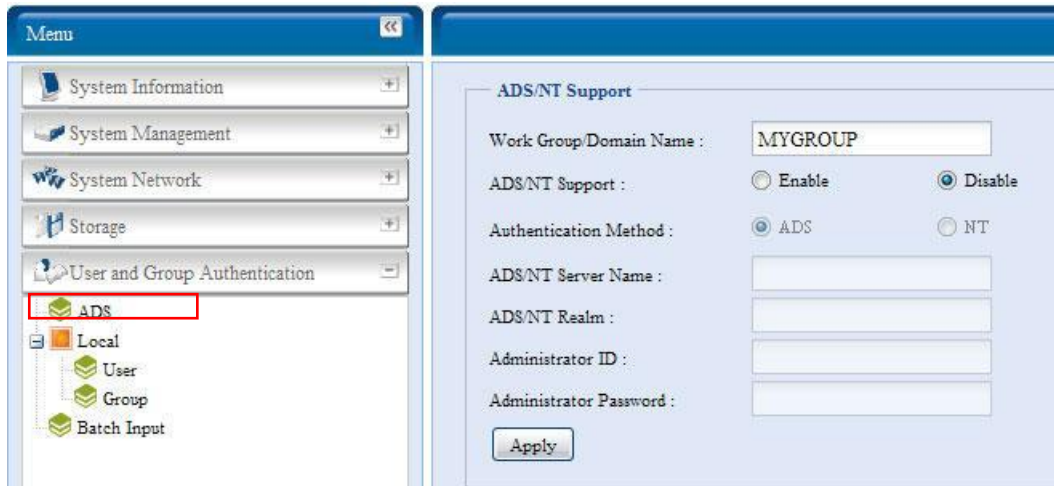 Menu
System Information
System Management
System Network
Storage
User and Group Authentication
ADS
Local
User
Group
Batch Input
ADS/NT Support
Work Group/Domain Name : MYGROUP
ADS/NT Support : Enable Disable
Authentication Method : ADS NT
ADS/NT Server Name :
ADS/NT Realm :
Administrator ID :
Administrator Password :
Apply